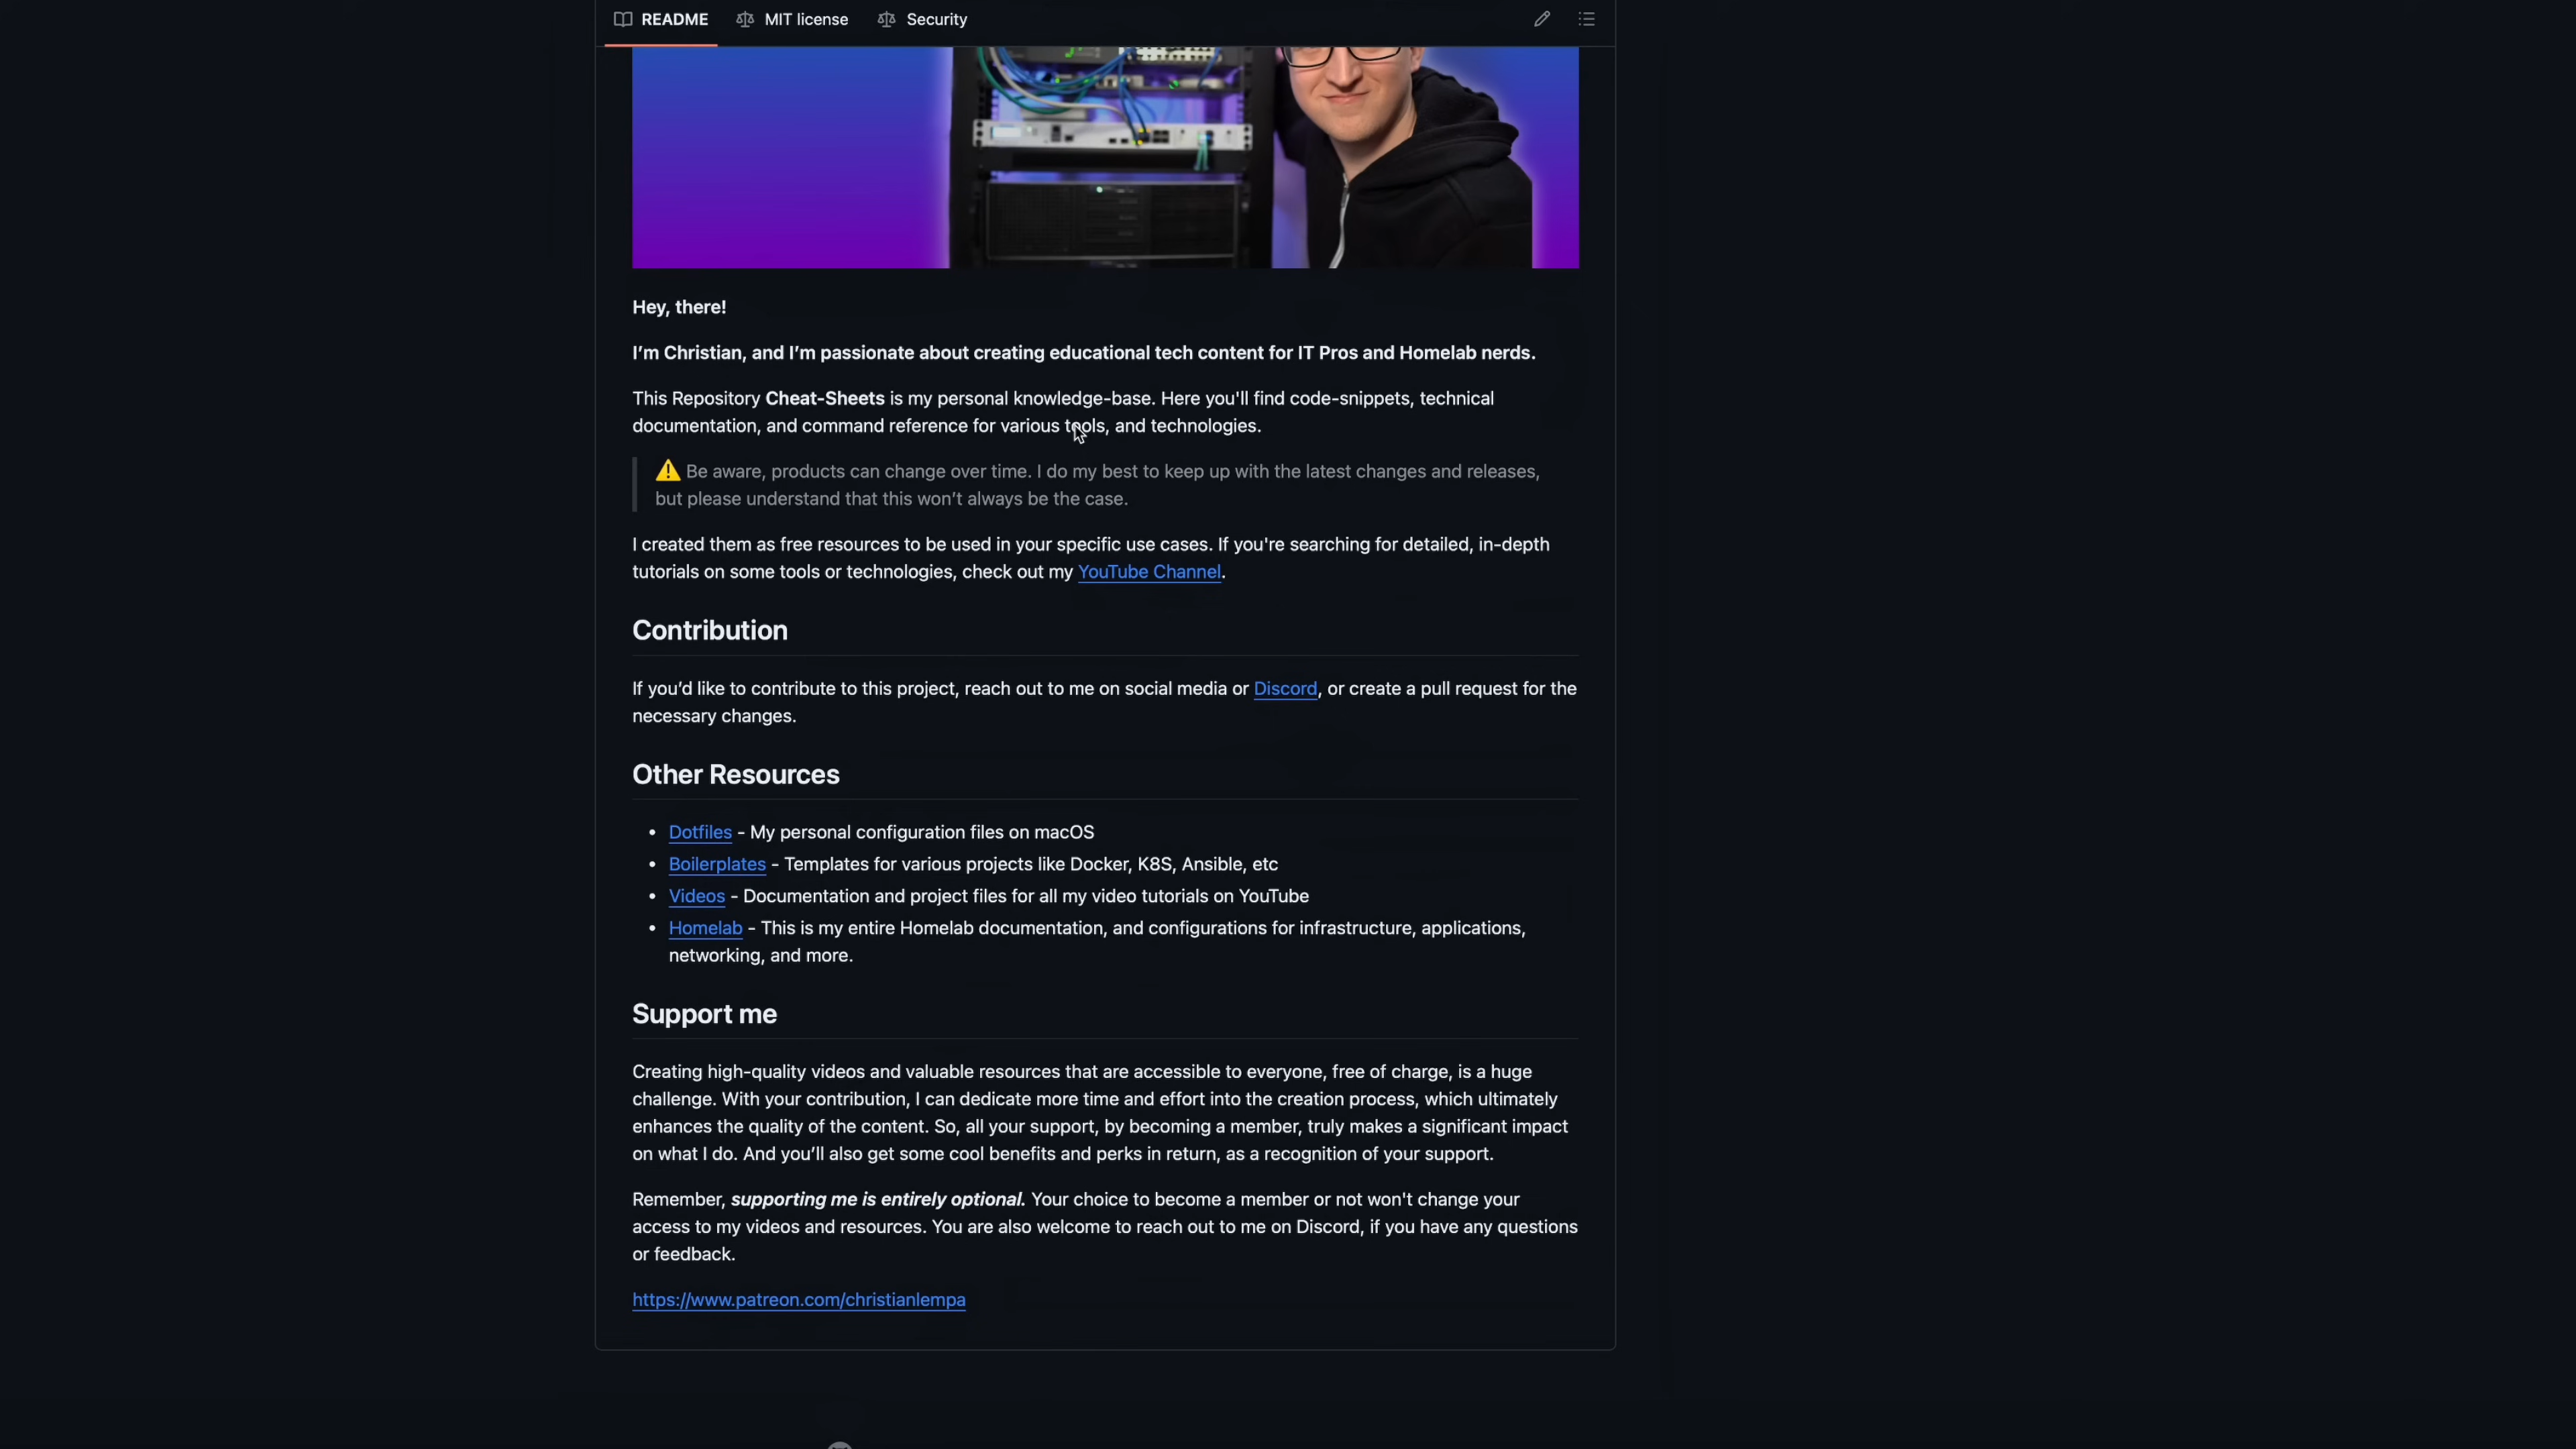 README MIT license Security
Hey, there!
I'm Christian, and I'm passionate about creating educational tech content for IT Pros and Homelab nerds.
This Repository Cheat-Sheets is my personal knowledge-base. Here you'll find code-snippets, technical
documentation, and command reference for various tools, and technologies.
⚠️ Be aware, products can change over time. I do my best to keep up with the latest changes and releases,
but please understand that this won't always be the case.
I created them as free resources to be used in your specific use cases. If you're searching for detailed, in-depth
tutorials on some tools or technologies, check out my YouTube Channel.
Contribution
If you'd like to contribute to this project, reach out to me on social media or Discord, or create a pull request for the
necessary changes.
Other Resources
• Dotfiles - My personal configuration files on macOS
• Boilerplates - Templates for various projects like Docker, K8S, Ansible, etc
• Videos - Documentation and project files for all my video tutorials on YouTube
• Homelab - This is my entire Homelab documentation, and configurations for infrastructure, applications,
networking, and more.
Support me
Creating high-quality videos and valuable resources that are accessible to everyone, free of charge, is a huge
challenge. With your contribution, I can dedicate more time and effort into the creation process, which ultimately
enhances the quality of the content. So, all your support, by becoming a member, truly makes a significant impact
on what I do. And you'll also get some cool benefits and perks in return, as a recognition of your support.
Remember, supporting me is entirely optional. Your choice to become a member or not won't change your
access to my videos and resources. You are also welcome to reach out to me on Discord, if you have any questions
or feedback.
https://www.patreon.com/christianlempa